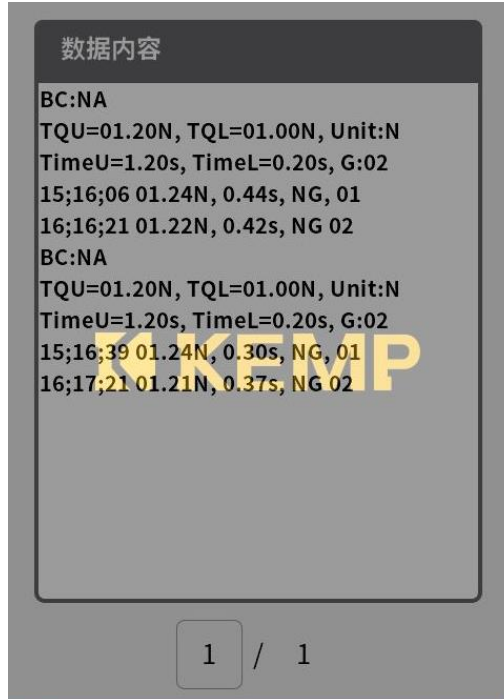 数据内容
BC:NA
TQU=01.20N, TQL=01.00N, Unit:N
TimeU=1.20s, TimeL=0.20s, G:02
15;16;06 01.24N, 0.44s, NG, 01
16;16;21 01.22N, 0.42s, NG 02
BC:NA
TQU=01.20N, TQL=01.00N, Unit:N
TimeU=1.20s, TimeL=0.20s, G:02
15;16;39 01.24N, 0.30s, NG, 01
16;17;21 01.21N, 0.37s, NG 02
KEMP
1 / 1